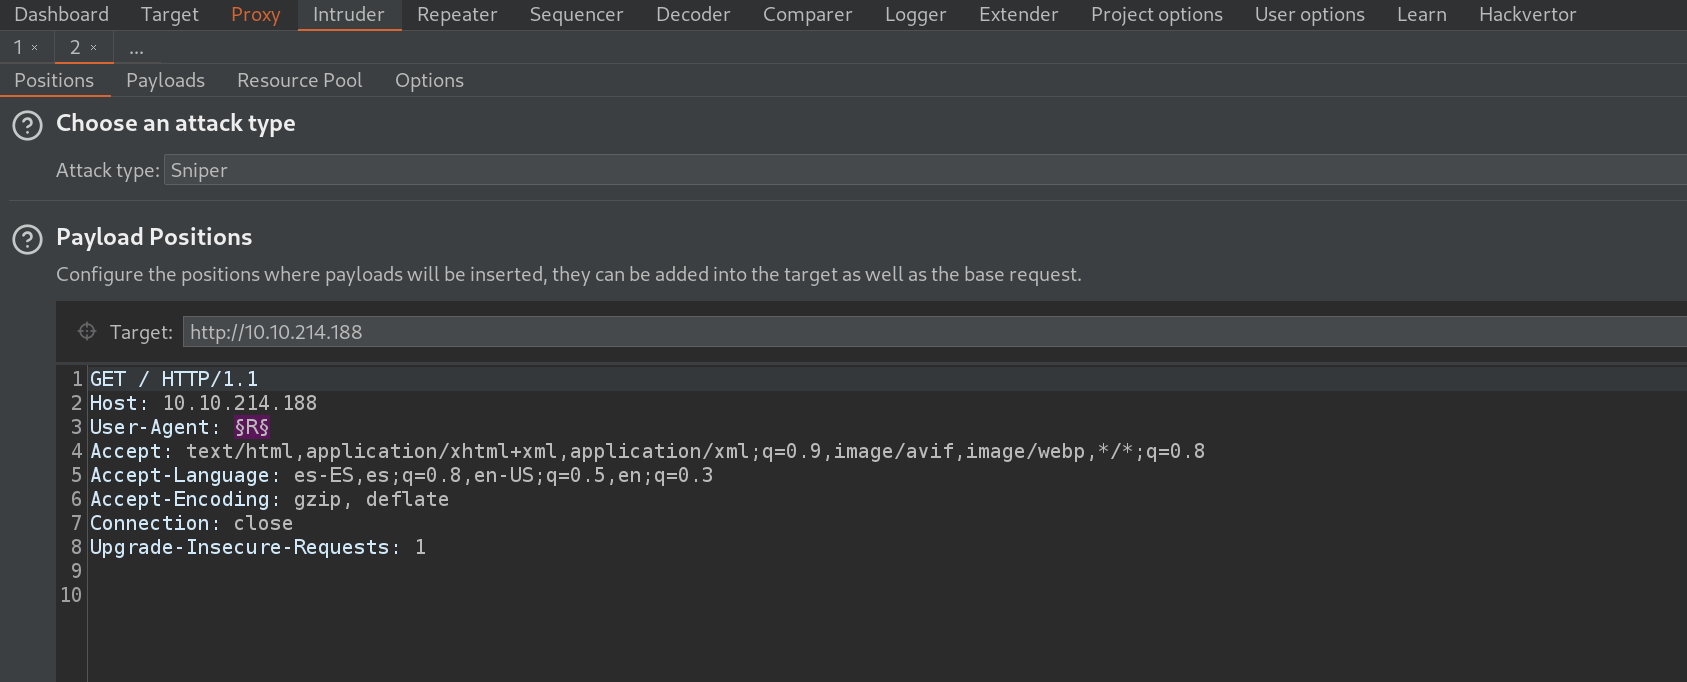 Dashboard Target Proxy Intruder Repeater Sequencer Decoder Comparer Logger Extender Project options User options Learn Hackvertor
1 × 2 × ...
Positions Payloads Resource Pool Options
? Choose an attack type
Attack type: Sniper
? Payload Positions
Configure the positions where payloads will be inserted, they can be added into the target as well as the base request.
Target: http://10.10.214.188
1 GET / HTTP/1.1
2 Host: 10.10.214.188
3 User-Agent: §R§
4 Accept: text/html,application/xhtml+xml,application/xml;q=0.9,image/avif,image/webp,*/*;q=0.8
5 Accept-Language: es-ES,es;q=0.8,en-US;q=0.5,en;q=0.3
6 Accept-Encoding: gzip, deflate
7 Connection: close
8 Upgrade-Insecure-Requests: 1
9
10